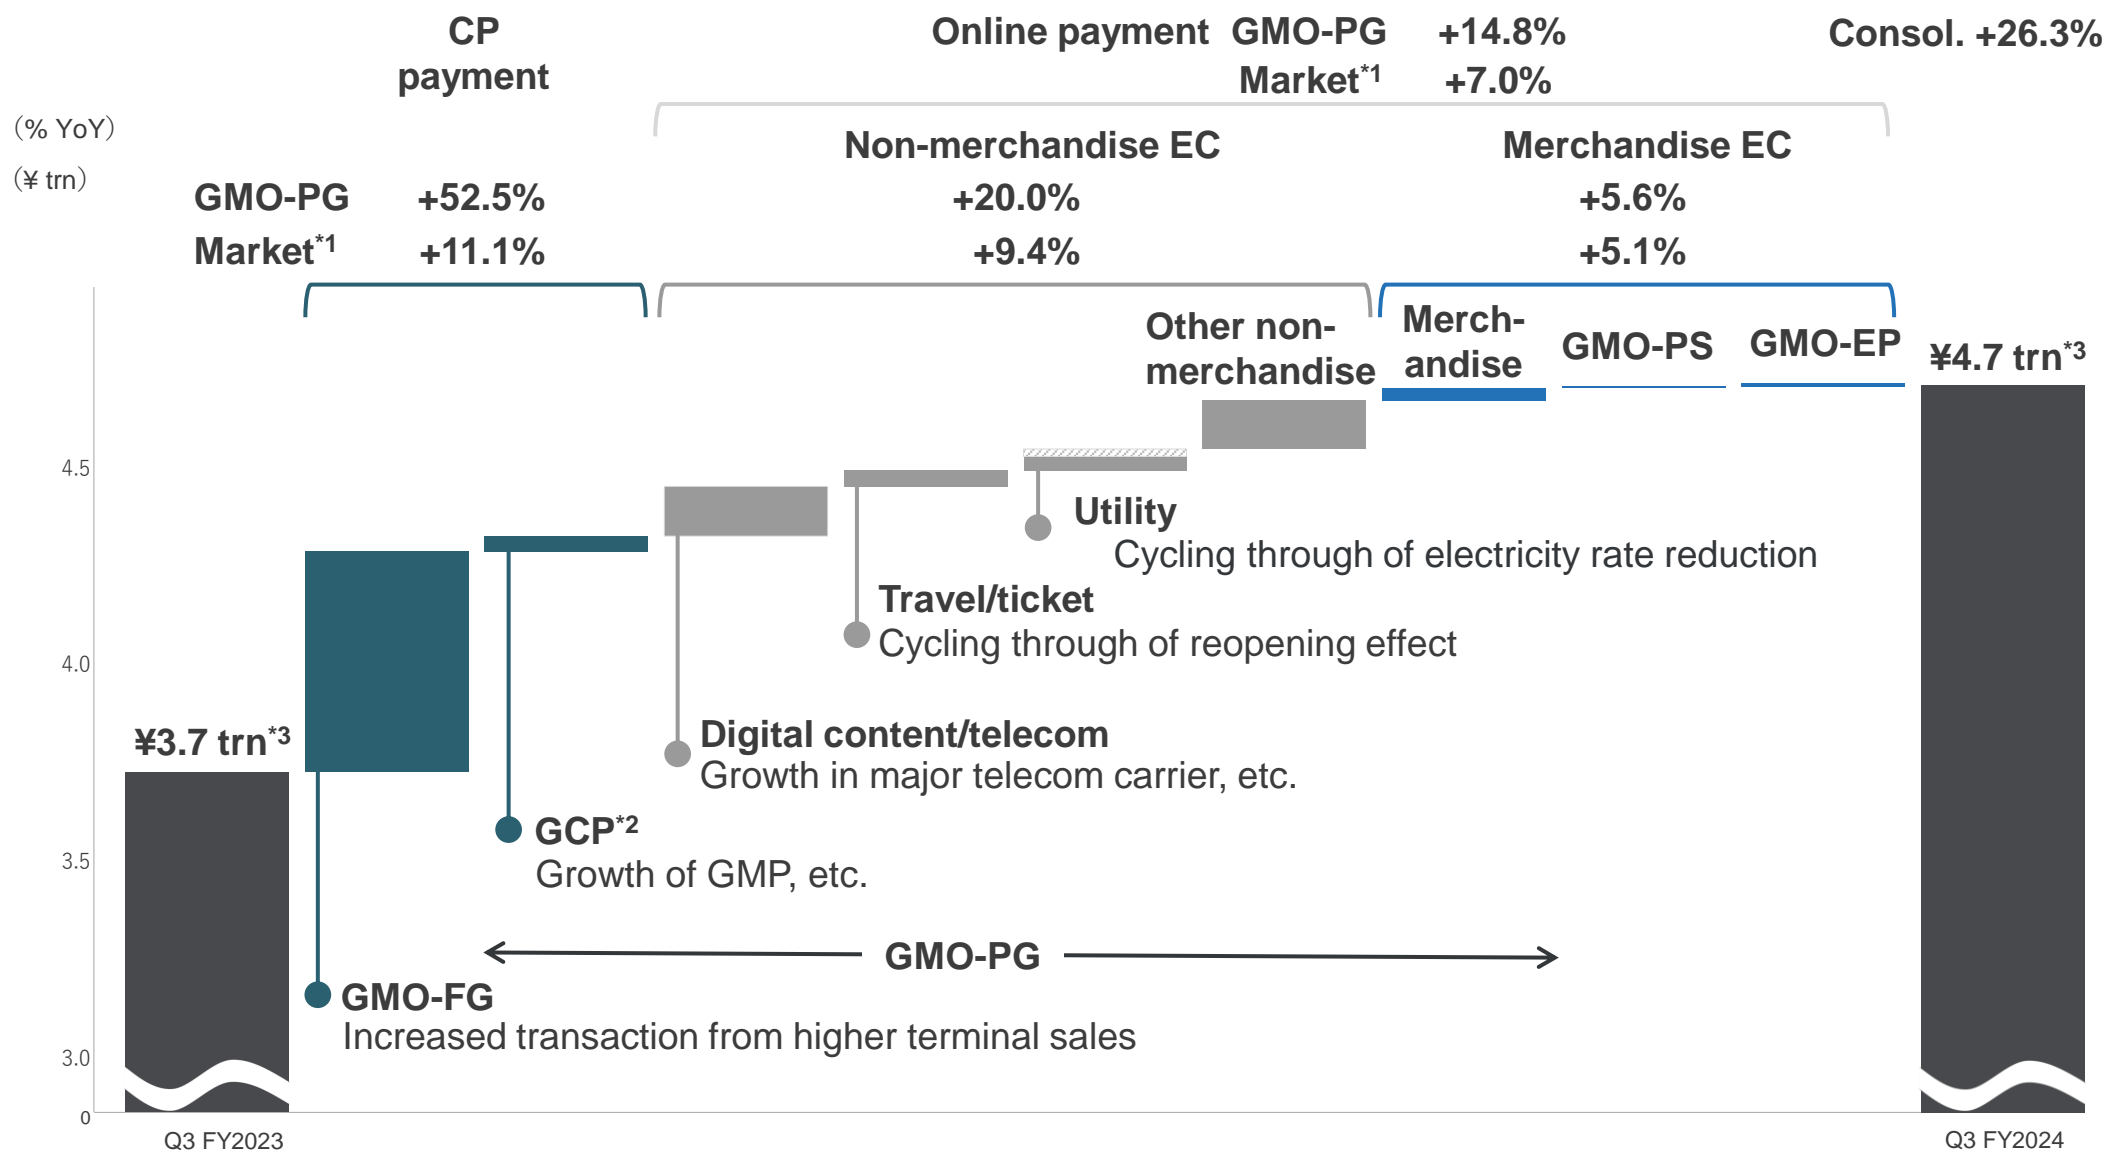 CP
payment
Online payment GMO-PG +14.8%
Market*1 +7.0%
Consol. +26.3%
（% YoY）
（¥ trn）
Non-merchandise EC
Merchandise EC
GMO-PG +52.5% +20.0% +5.6%
Market*1 +11.1% +9.4% +5.1%
Other non-
merchandise
Merch-
andise
GMO-PS
GMO-EP
¥4.7 trn*3
4.5
Utility
Cycling through of electricity rate reduction
Travel/ticket
Cycling through of reopening effect
4.0
¥3.7 trn*3
Digital content/telecom
Growth in major telecom carrier, etc.
GCP*2
Growth of GMP, etc.
3.5
GMO-PG
GMO-FG
Increased transaction from higher terminal sales
3.0
0
Q3 FY2023
Q3 FY2024